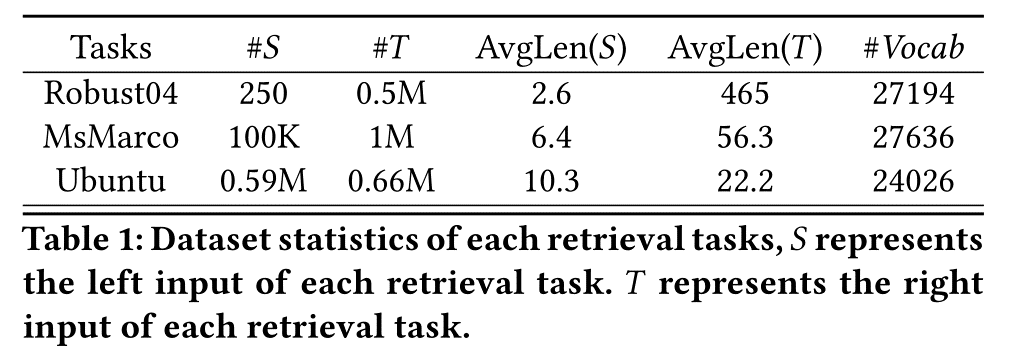 Tasks #S #T AvgLen(S) AvgLen(T) #Vocab
Robust04 250 0.5M 2.6 465 27194
MsMarco 100K 1M 6.4 56.3 27636
Ubuntu 0.59M 0.66M 10.3 22.2 24026
Table 1: Dataset statistics of each retrieval tasks, S represents
the left input of each retrieval task. T represents the right
input of each retrieval task.